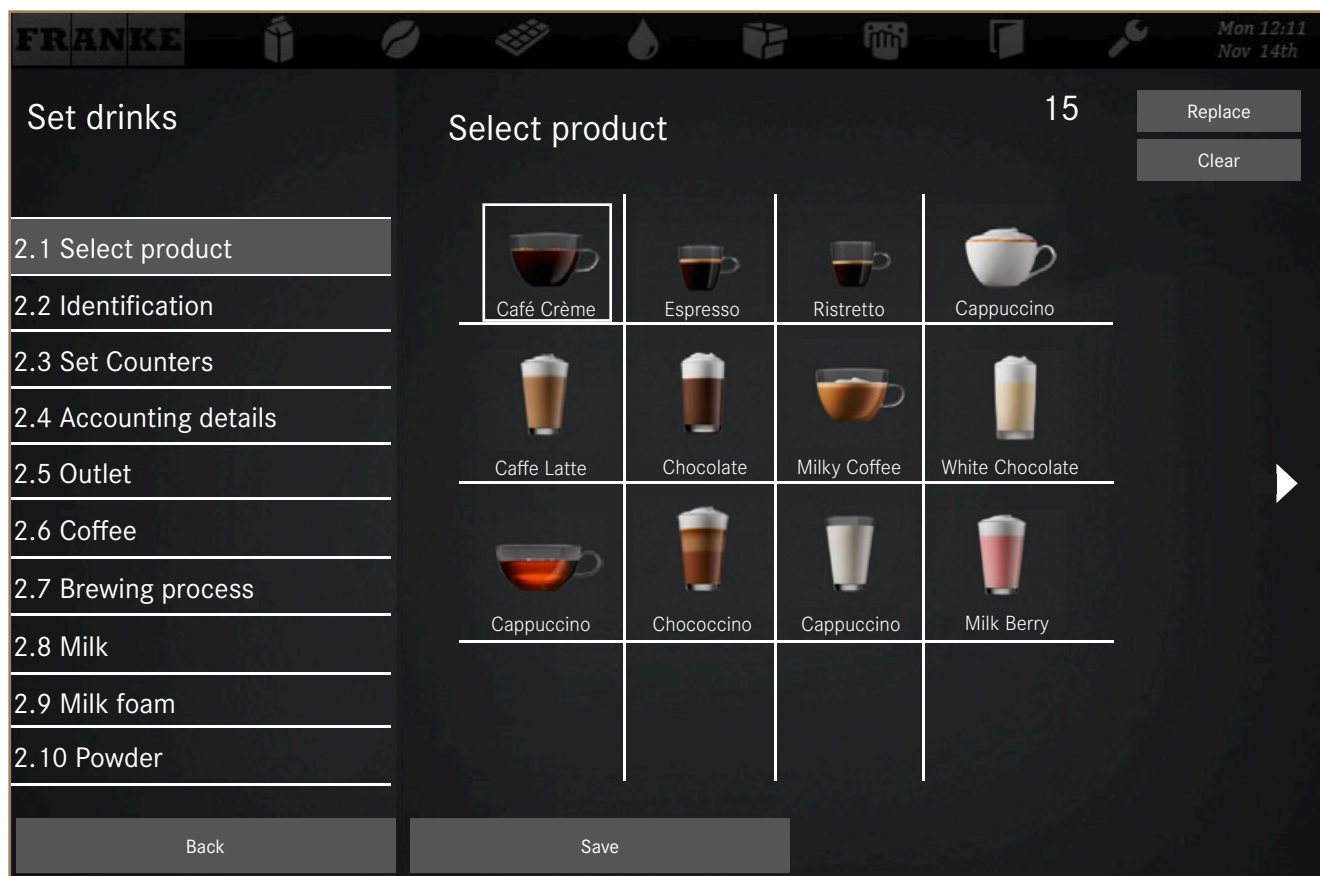 FRANKE
Mon 12:11
Nov 14th
Set drinks
Select product
15
Replace
Clear
2.1 Select product
2.2 Identification
2.3 Set Counters
2.4 Accounting details
2.5 Outlet
2.6 Coffee
2.7 Brewing process
2.8 Milk
2.9 Milk foam
2.10 Powder
Café Crème
Espresso
Ristretto
Cappuccino
Caffe Latte
Chocolate
Milky Coffee
White Chocolate
Cappuccino
Chococcino
Cappuccino
Milk Berry
Back
Save